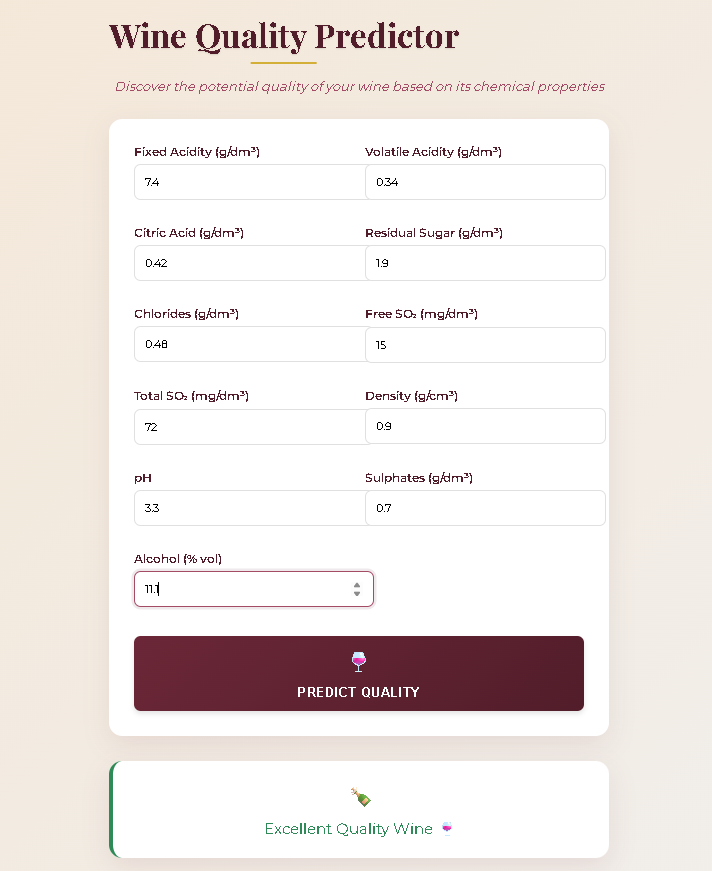 Wine Quality Predictor
Discover the potential quality of your wine based on its chemical properties
Fixed Acidity (g/dm³) Volatile Acidity (g/dm³)
7.4 0.34
Citric Acid (g/dm³) Residual Sugar (g/dm³)
0.42 1.9
Chlorides (g/dm³) Free SO₂ (mg/dm³)
0.48 15
Total SO₂ (mg/dm³) Density (g/cm³)
72 0.9
pH Sulphates (g/dm³)
3.3 0.7
Alcohol (% vol)
11.1
PREDICT QUALITY
Excellent Quality Wine